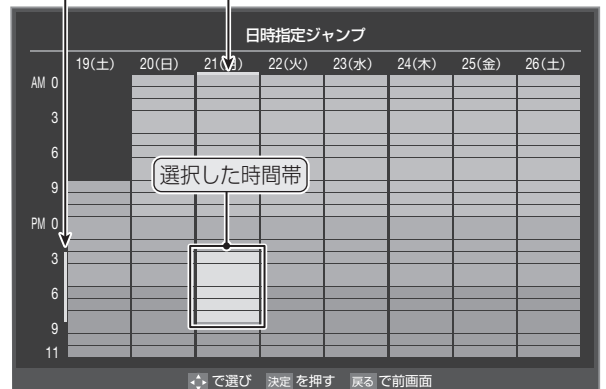 日時指定ジャンプ
19(土) 20(日) 21(月) 22(火) 23(水) 24(木) 25(金) 26(土)
AM 0
3
6
選択した時間帯
9
PM 0
3
6
9
11
で選び 決定 を押す 戻る で前画面